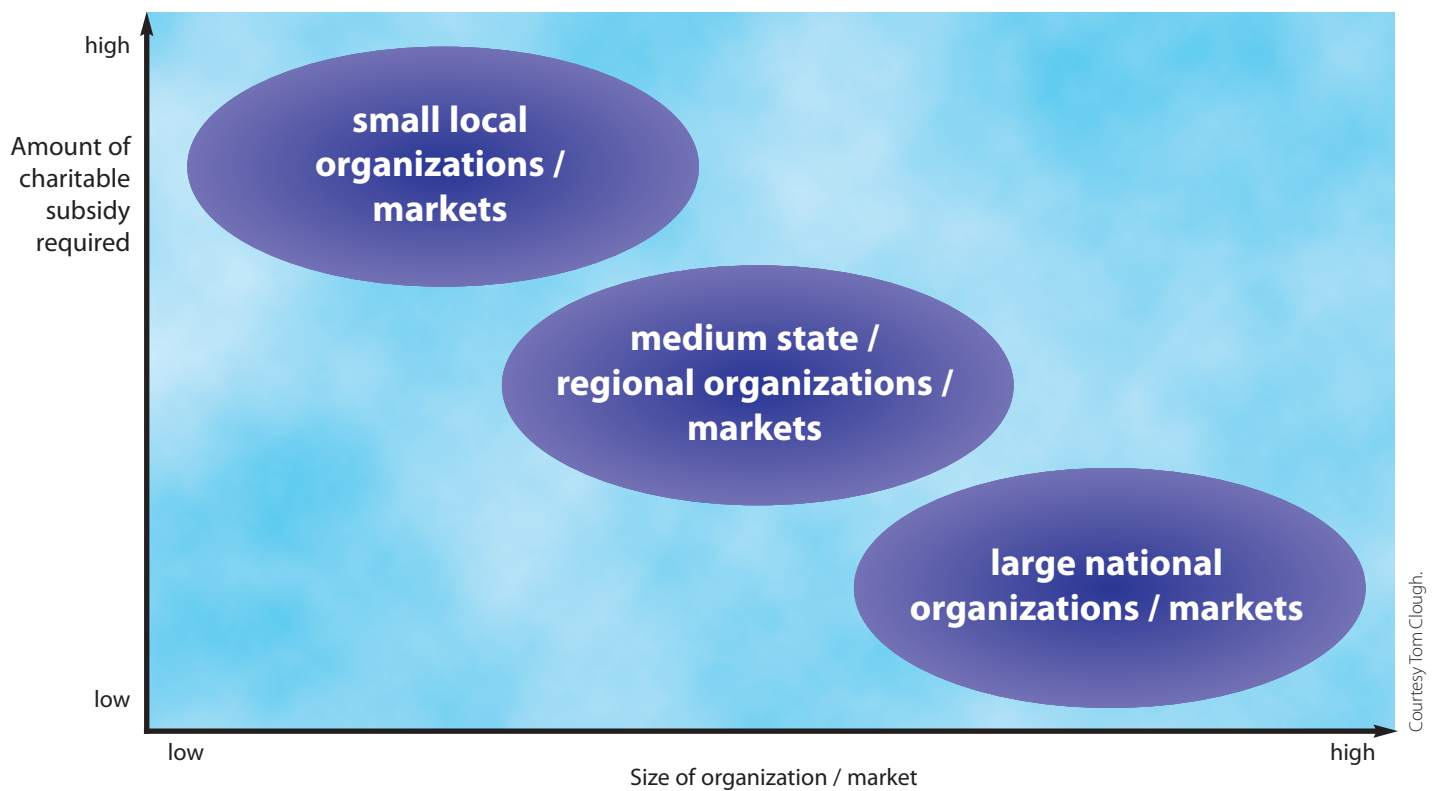 high
Amount of
charitable
subsidy
required
low
small local
organizations /
markets
medium state /
regional organizations /
markets
large national
organizations / markets
low
high
Size of organization / market
Courtesy Tom Clough.